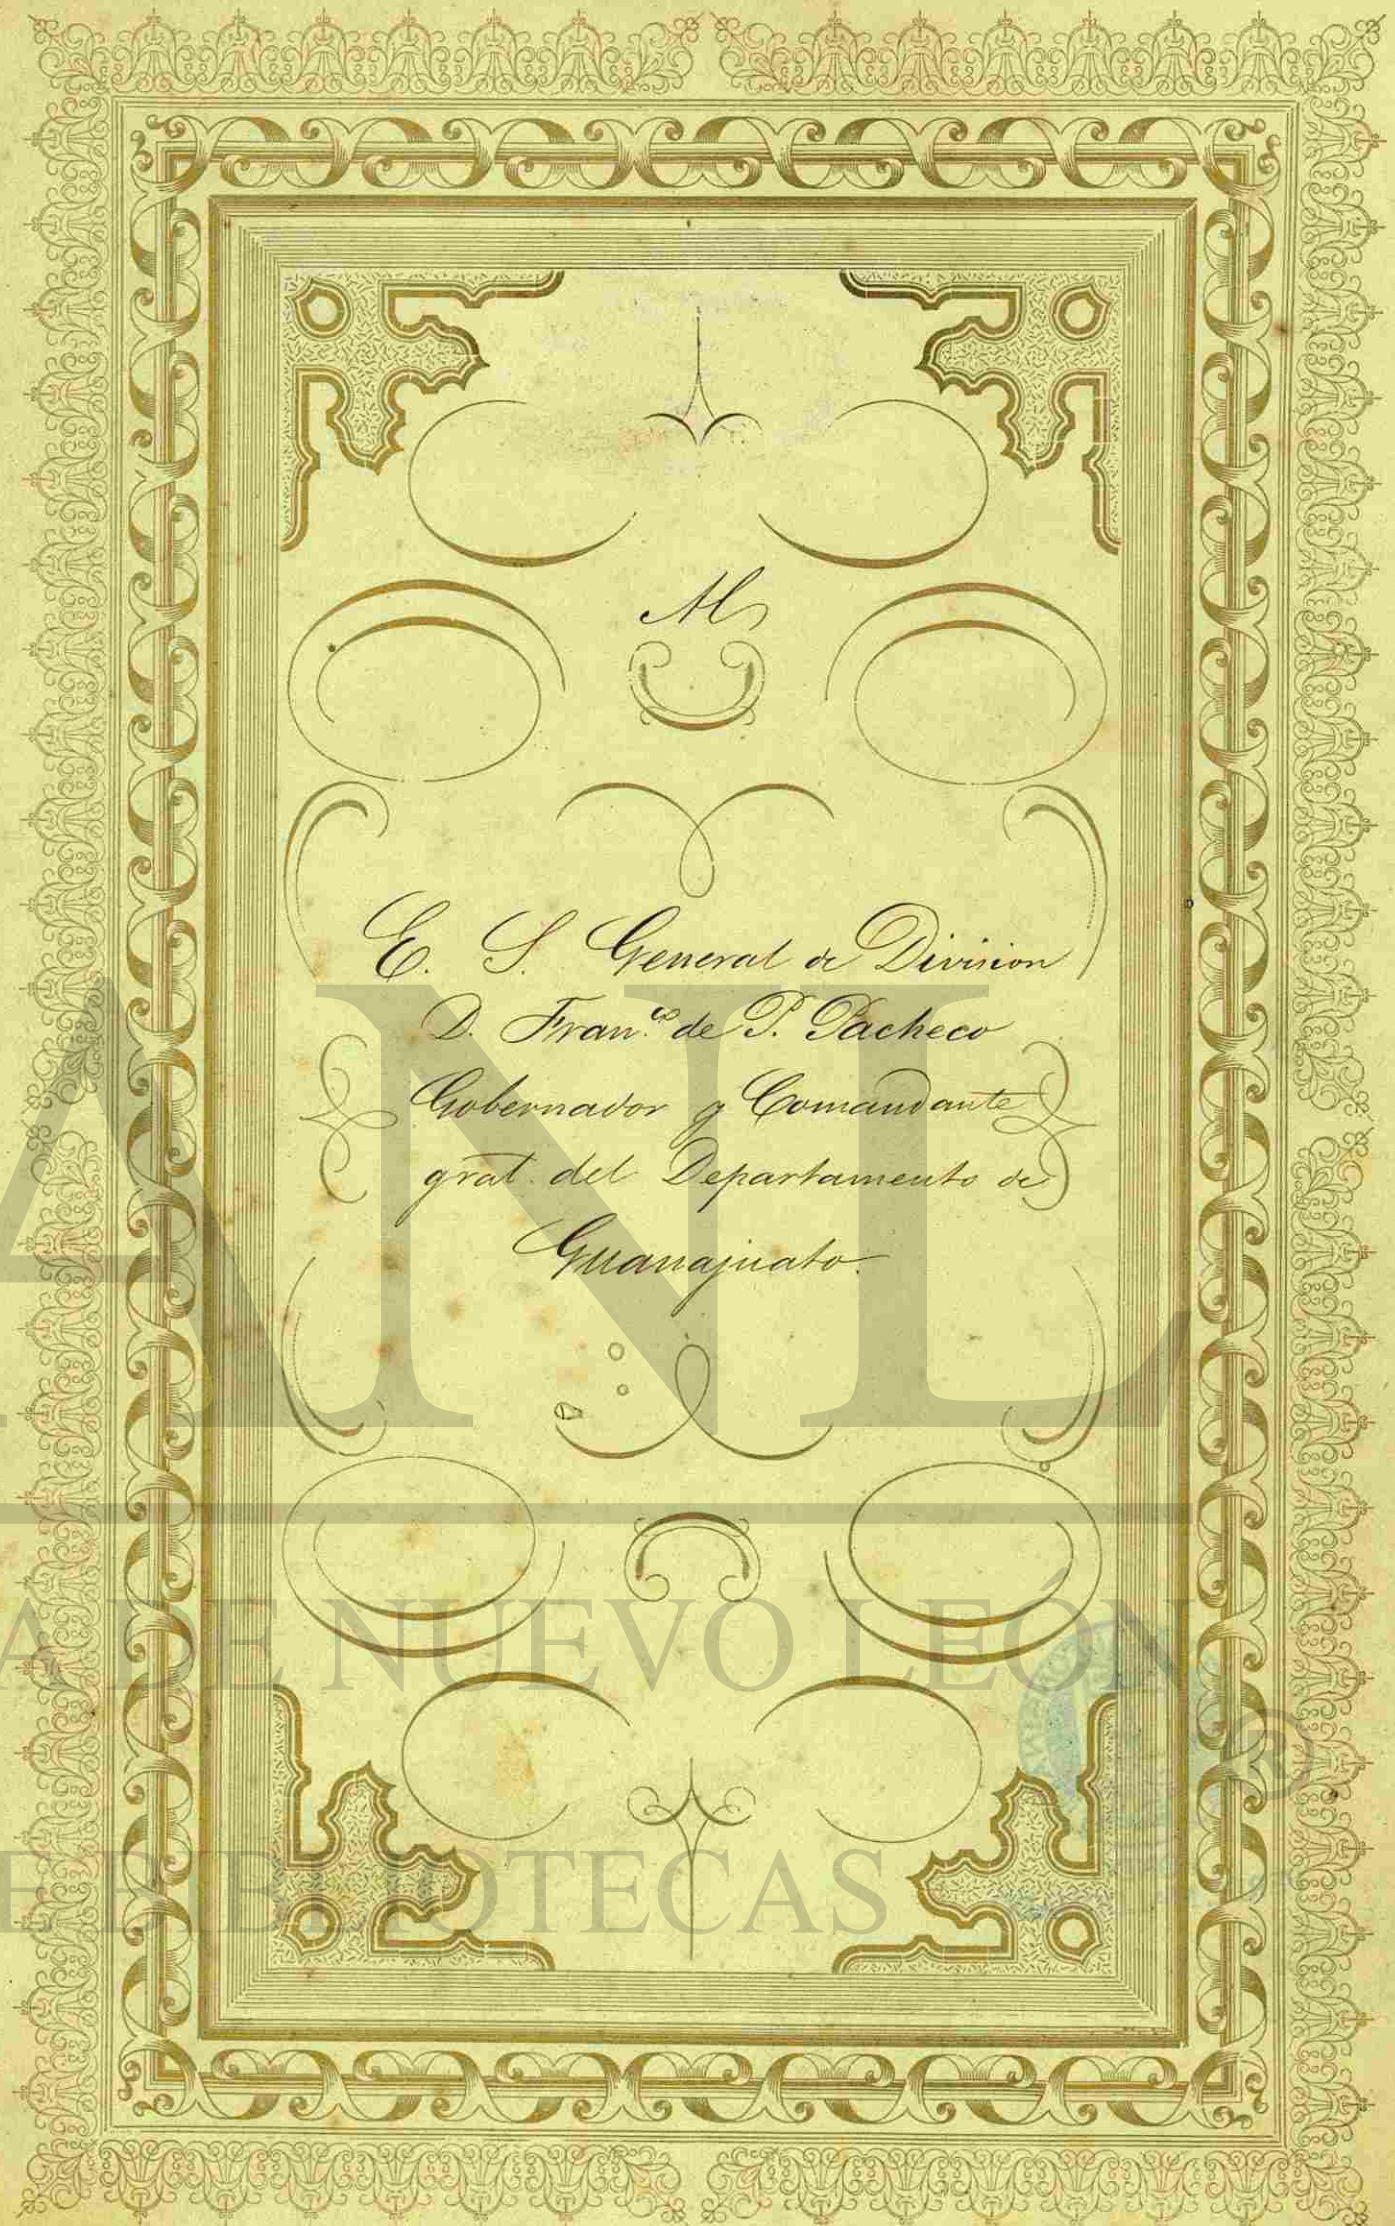 Al
E. S. General de Division
D. Fran.co de P. Pacheco
Gobernador y Comandante
gral. del Departamento de
Guanajuato.
ANL
A DE NUEVO LEÓN
®
E BIBLIOTECAS